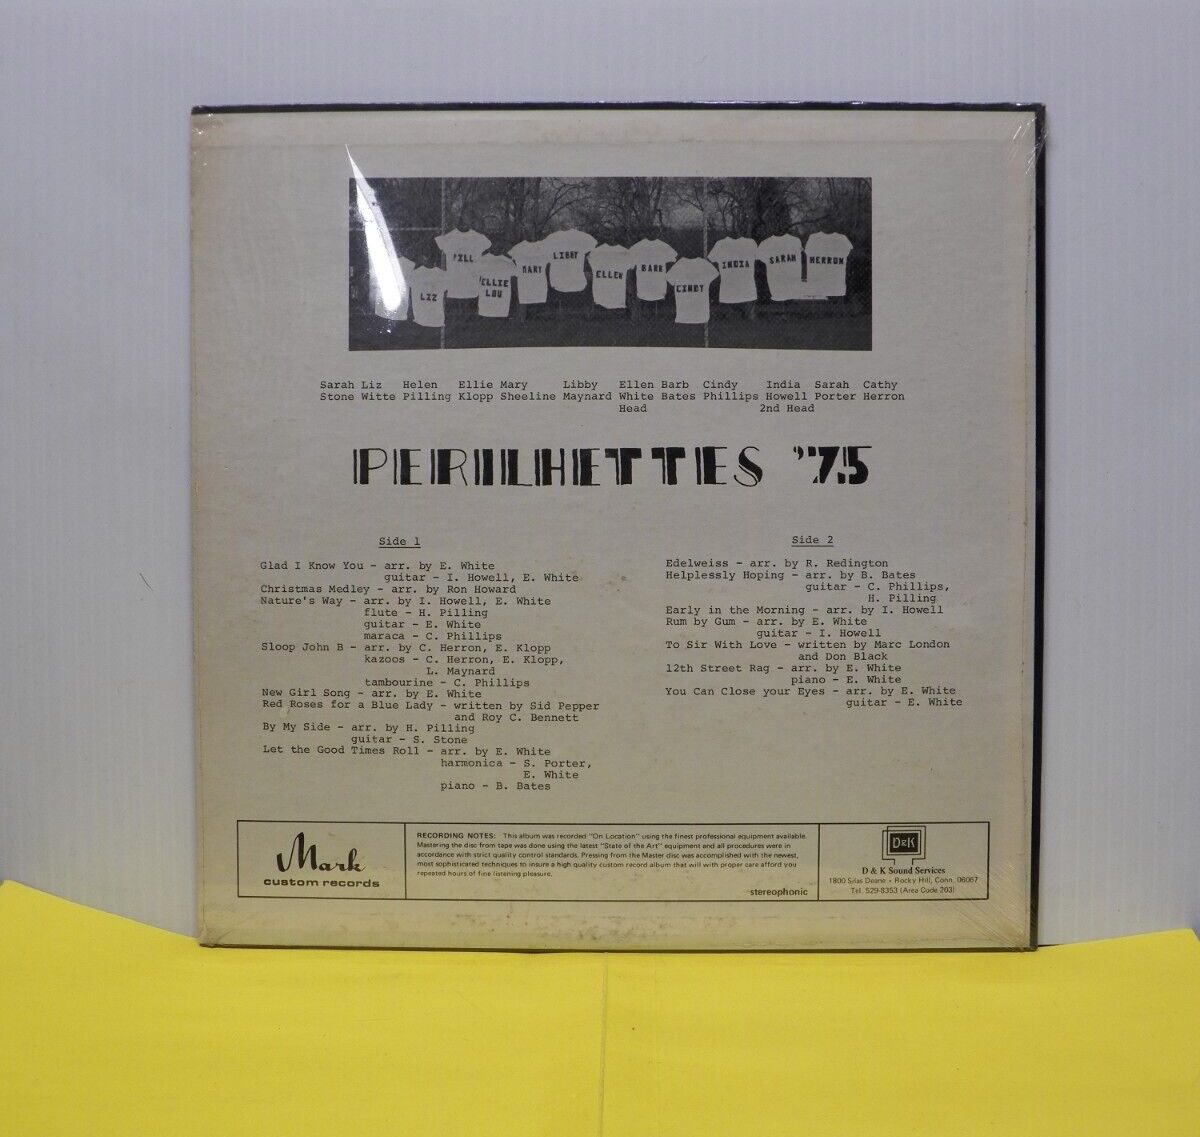 PILL
LIZ
ELLIE
LOU
MARY
LIBBY
ELLEN
BARB
CINDY
INDIA
SARAH
HERRON
Sarah Liz Helen Ellie Mary Libby Ellen Barb Cindy India Sarah Cathy
Stone Witte Pilling Klopp Sheeline Maynard White Bates Phillips Howell Porter Herron
Head 2nd Head
PERILHETTES '75
Side 1
Glad I Know You - arr. by E. White
guitar - I. Howell, E. White
Christmas Medley - arr. by Ron Howard
Nature's Way - arr. by I. Howell, E. White
flute - H. Pilling
guitar - E. White
maraca - C. Phillips
Sloop John B - arr. by C. Herron, E. Klopp
kazoos - C. Herron, E. Klopp,
L. Maynard
tambourine - C. Phillips
New Girl Song - arr. by E. White
Red Roses for a Blue Lady - written by Sid Pepper
and Roy C. Bennett
By My Side - arr. by H. Pilling
guitar - S. Stone
Let the Good Times Roll - arr. by E. White
harmonica - S. Porter,
E. White
piano - B. Bates
Side 2
Edelweiss - arr. by R. Redington
Helplessly Hoping - arr. by B. Bates
guitar - C. Phillips,
H. Pilling
Early in the Morning - arr. by I. Howell
Rum by Gum - arr. by E. White
guitar - I. Howell
To Sir With Love - written by Marc London
and Don Black
12th Street Rag - arr. by E. White
piano - E. White
You Can Close your Eyes - arr. by E. White
guitar - E. White
Mark
custom records
RECORDING NOTES: This album was recorded "On Location" using the finest professional equipment available.
Mastering the disc from tape was done using the latest "State of the Art" equipment and all procedures were in
accordance with strict quality control standards. Pressing from the Master disc was accomplished with the newest,
most sophisticated techniques to insure a high quality custom record album that will with proper care afford you
repeated hours of fine listening pleasure.
stereophonic
D&K
D & K Sound Services
1800 Silas Deane • Rocky Hill, Conn. 06067
Tel. 529-8353 (Area Code 203)